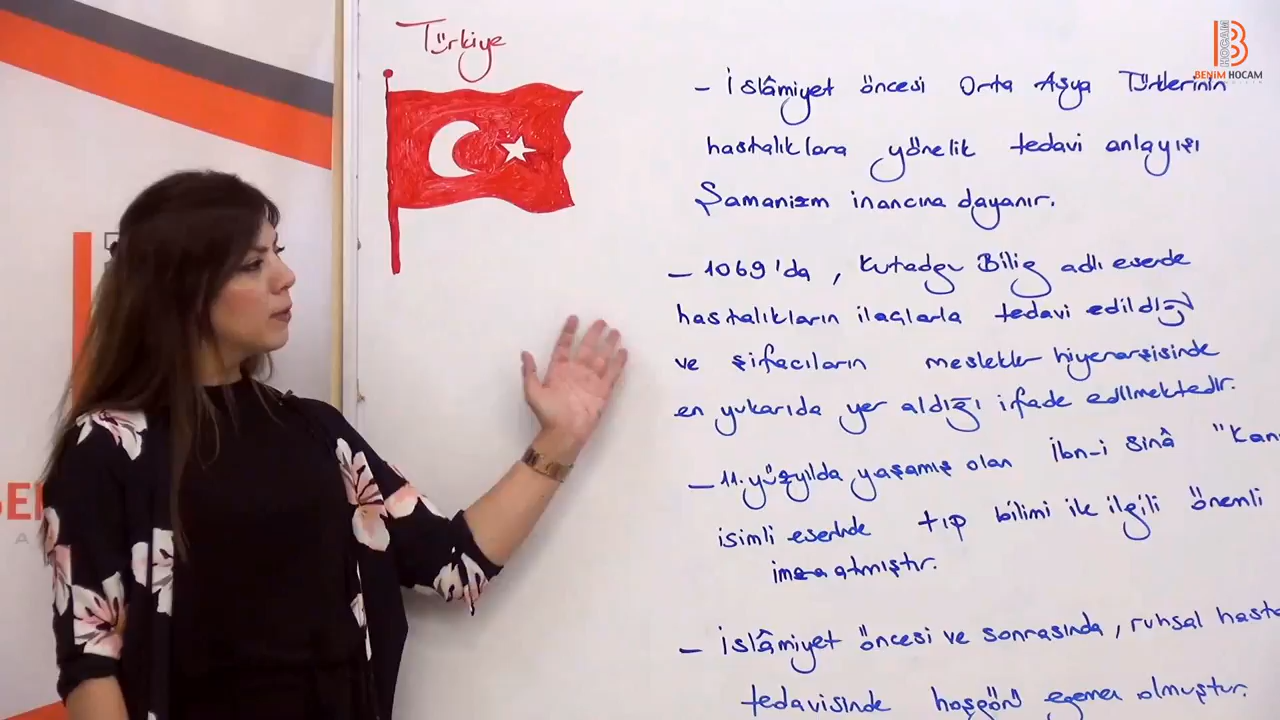 Türkiye
B
HOCAM
BENİM HOCAM
- İslâmiyet öncesi Orta Asya Türklerinin
hastalıklara yönelik tedavi anlayışı
Şamanizm inancına dayanır.
- 1069'da, Kutadgu Bilig adlı eserde
hastalıkların ilaçlarla tedavi edildiği
ve şifacıların meslekler hiyerarşisinde
en yukarıda yer aldığı ifade edilmektedir.
- 11. yüzyılda yaşamış olan İbn-i Sinâ "Kan
isimli eserinde tıp bilimi ile ilgili önemli
imza atmıştır.
- İslâmiyet öncesi ve sonrasında, ruhsal hasta
tedavisinde hoşgörü egemen olmuştur.